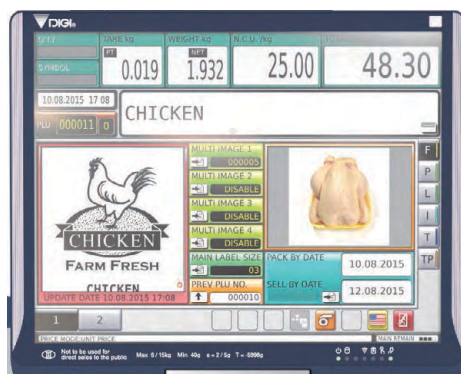 DIGI®
TARE kg
WEIGHT kg
N.C.U. /kg
SYMBOL
PT
0.019
NET
1.932
25.00
48.30
10.08.2015 17 08
PLU 000011 0
CHICKEN
MULTI IMAGE 1
000005
MULTI IMAGE 2
DISABLE
MULTI IMAGE 3
DISABLE
MULTI IMAGE 4
DISABLE
MAIN LABEL SIZE
03
PREV PLU NO.
000010
CHICKEN
FARM FRESH
CHICKEN
UPDATE DATE 10.08.2015 17:08
PACK BY DATE
10.08.2015
SELL BY DATE
12.08.2015
F
P
L
I
T
TP
1
2
PRICE MODE:UNIT PRICE
MAIN REMAIN
Not to be used for
direct sales to the public
Max 6 / 15kg Min 40g e = 2 / 5g T = -5998g